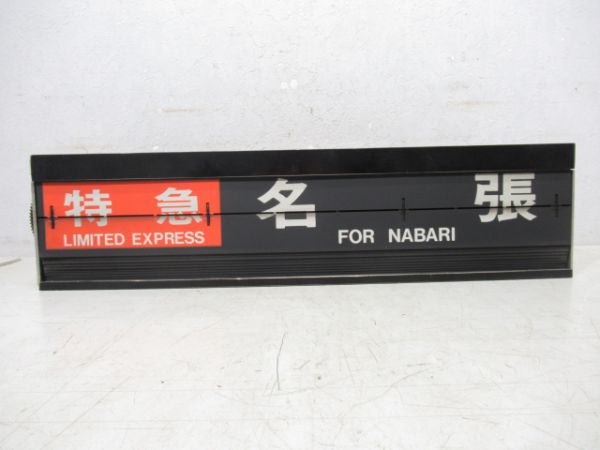 特急 名張
LIMITED EXPRESS FOR NABARI